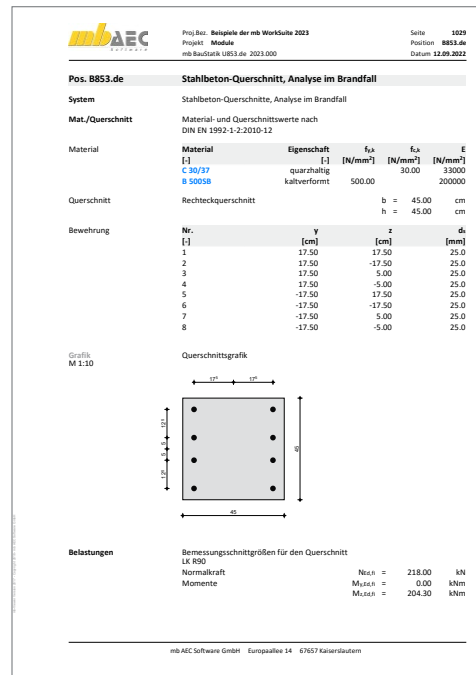 mbAEC
Software
Proj.Bez. Beispiele der mb WorkSuite 2023
Projekt Module
mb BauStatik U853.de 2023.000
Seite 1029
Position B853.de
Datum 12.09.2022
Pos. B853.de Stahlbeton-Querschnitt, Analyse im Brandfall
System Stahlbeton-Querschnitte, Analyse im Brandfall
Mat./Querschnitt Material- und Querschnittswerte nach
DIN EN 1992-1-2:2010-12
Material Material Eigenschaft fy,k fc,k E
[-] [-] [N/mm²] [N/mm²] [N/mm²]
C 30/37 quarzhaltig 30.00 33000
B 500SB kaltverformt 500.00 200000
Querschnitt Rechteckquerschnitt b = 45.00 cm
h = 45.00 cm
Bewehrung Nr. y z ds
[-] [cm] [cm] [mm]
1 17.50 17.50 25.0
2 17.50 -17.50 25.0
3 17.50 5.00 25.0
4 17.50 -5.00 25.0
5 -17.50 17.50 25.0
6 -17.50 -17.50 25.0
7 -17.50 5.00 25.0
8 -17.50 -5.00 25.0
Grafik Querschnittsgrafik
M 1:10
17⁵ 17⁵
12⁵
5
5
12⁵
45
45
Belastungen Bemessungsschnittgrößen für den Querschnitt
LK R90
Normalkraft NEd,fi = 218.00 kN
Momente My,Ed,fi = 0.00 kNm
Mz,Ed,fi = 204.30 kNm
mb AEC Software GmbH Europaallee 14 67657 Kaiserslautern